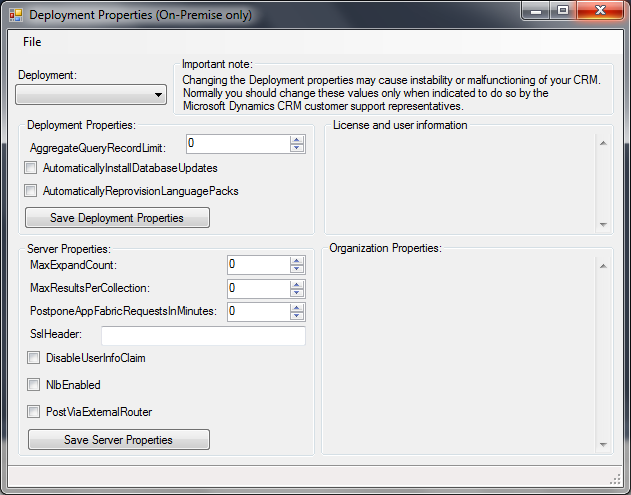 Deployment Properties (On-Premise only)
File
Deployment:
Important note:
Changing the Deployment properties may cause instability or malfunctioning of your CRM.
Normally you should change these values only when indicated to do so by the
Microsoft Dynamics CRM customer support representatives.
Deployment Properties:
AggregateQueryRecordLimit: 0
AutomaticallyInstallDatabaseUpdates
AutomaticallyReprovisionLanguagePacks
Save Deployment Properties
License and user information
Server Properties:
MaxExpandCount: 0
MaxResultsPerCollection: 0
PostponeAppFabricRequestsInMinutes: 0
SslHeader:
DisableUserInfoClaim
NlbEnabled
PostViaExternalRouter
Save Server Properties
Organization Properties: